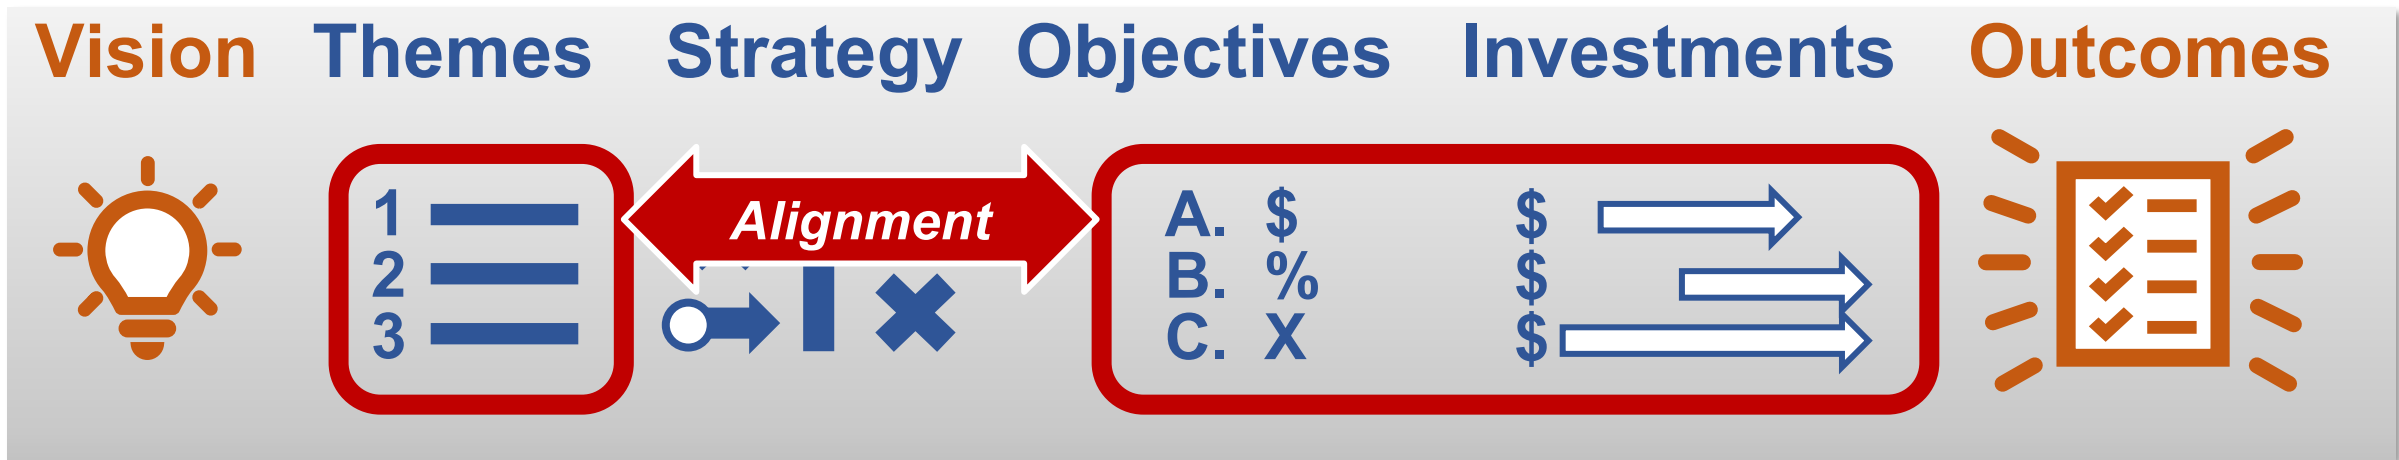 Vision Themes Strategy Objectives Investments Outcomes
Alignment
1 A. $ $
2 B. % $
3 C. X $